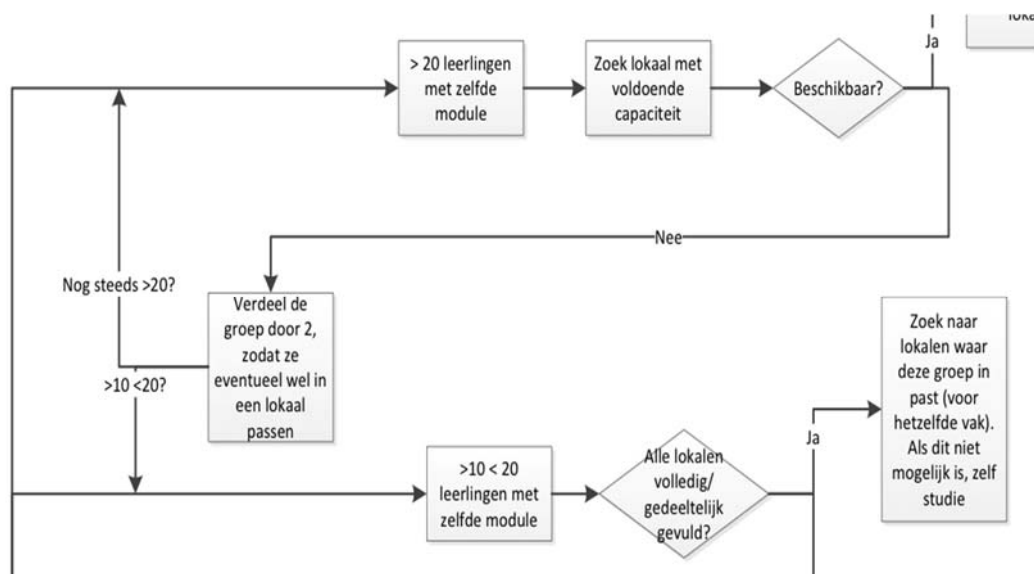 loka
Ja
> 20 leerlingen
met zelfde
module
Zoek lokaal met
voldoende
capaciteit
Beschikbaar?
Nee
Nog steeds >20?
Verdeel de
groep door 2,
zodat ze
eventueel wel in
een lokaal
passen
>10 <20?
Zoek naar
lokalen waar
deze groep in
past (voor
hetzelfde vak).
Als dit niet
mogelijk is, zelf
studie
Ja
>10 < 20
leerlingen met
zelfde module
Alle lokalen
volledig/
gedeeltelijk
gevuld?